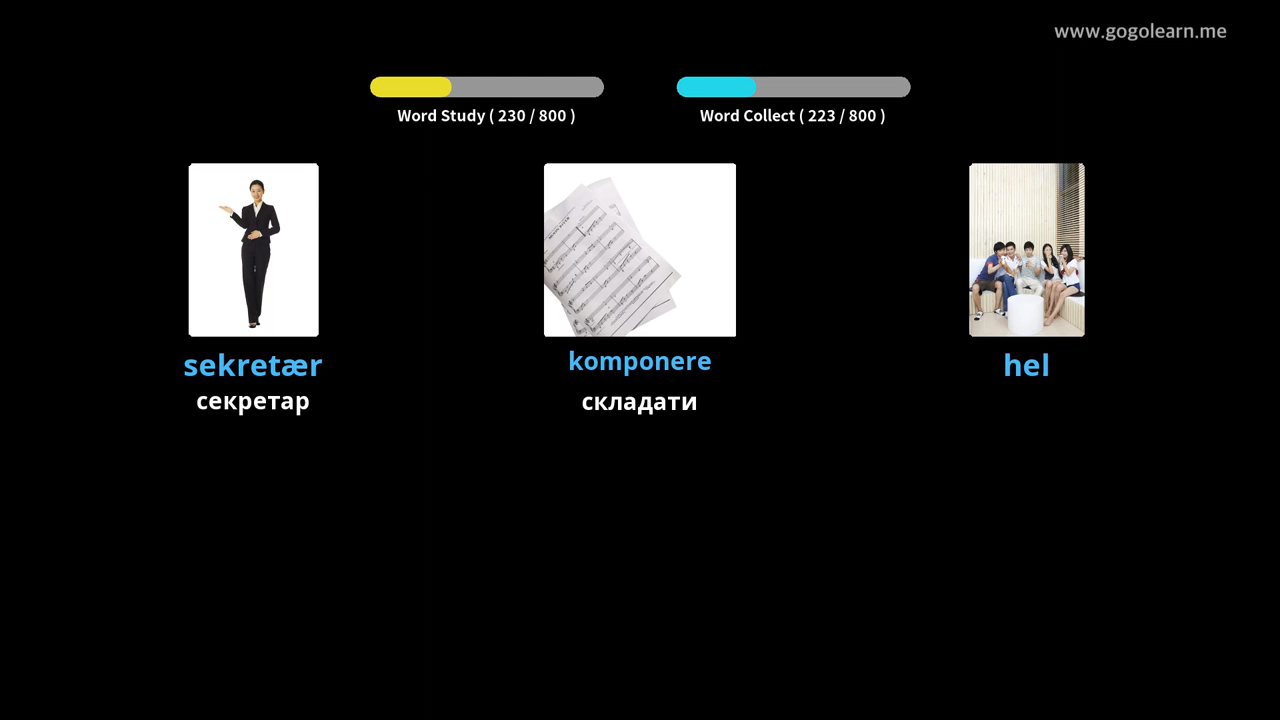 www.gogolearn.me
Word Study ( 230 / 800 )
Word Collect ( 223 / 800 )
sekretær
komponere
hel
секретар
складати